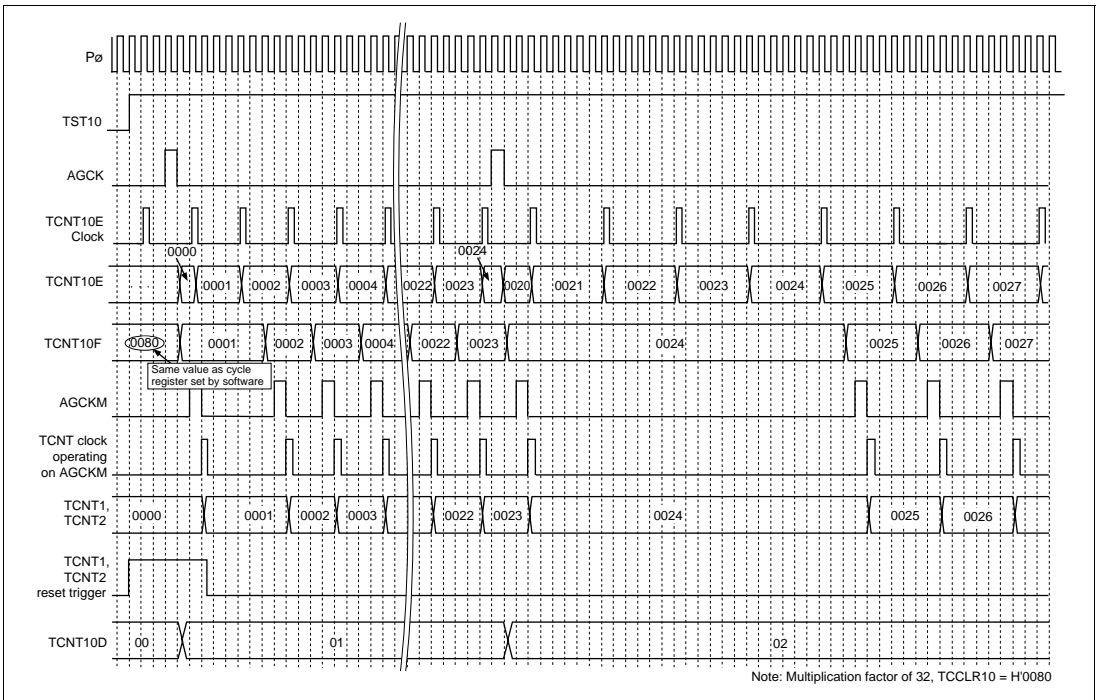 Pø
TST10
AGCK
TCNT10E
Clock
0000
0024
TCNT10E
0001 0002 0003 0004 0022 0023 0020 0021 0022 0023 0024 0025 0026 0027
TCNT10F
0080 0001 0002 0003 0004 0022 0023 0024 0025 0026 0027
Same value as cycle
register set by software
AGCKM
TCNT clock
operating
on AGCKM
TCNT1,
TCNT2
0000 0001 0002 0003 0022 0023 0024 0025 0026
TCNT1,
TCNT2
reset trigger
TCNT10D
00 01 02
Note: Multiplication factor of 32, TCCLR10 = H'0080